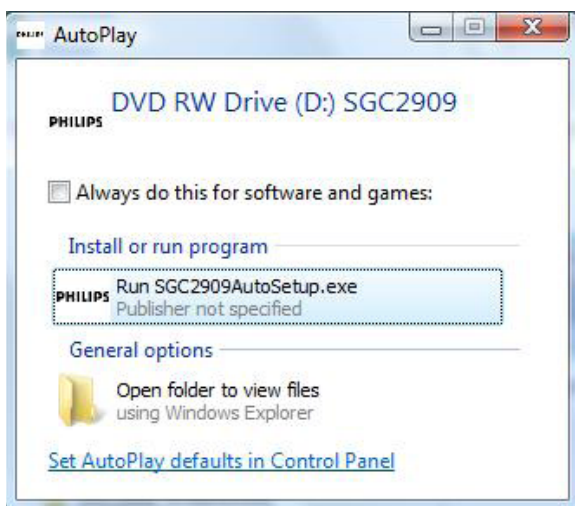 PHILIPS AutoPlay
DVD RW Drive (D:) SGC2909
PHILIPS
Always do this for software and games:
Install or run program
Run SGC2909AutoSetup.exe
PHILIPS
Publisher not specified
General options
Open folder to view files
using Windows Explorer
Set AutoPlay defaults in Control Panel